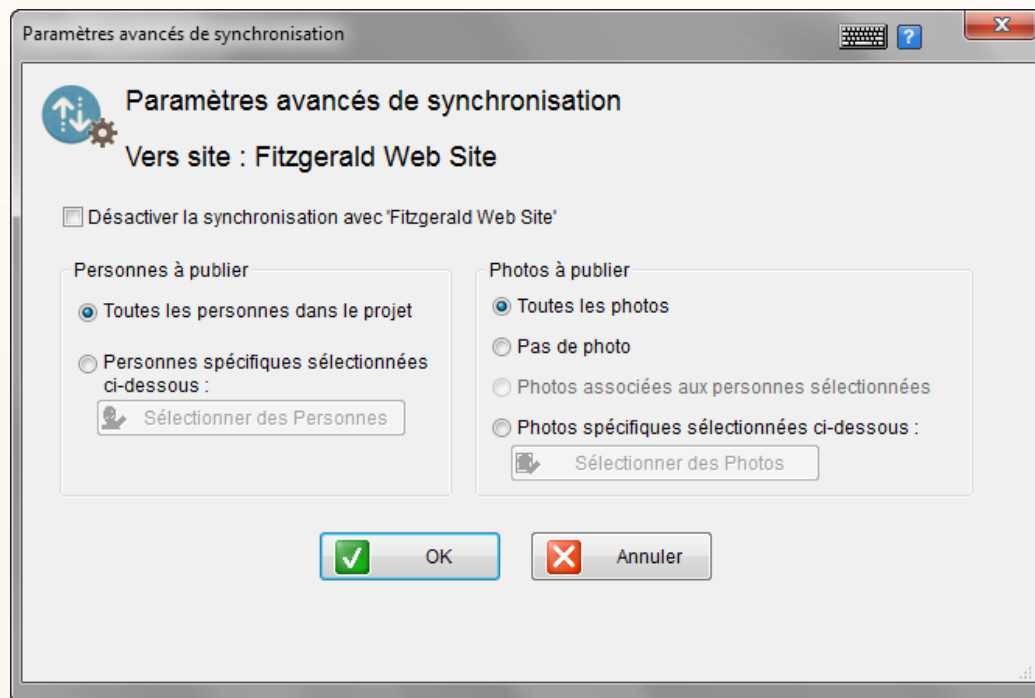 Paramètres avancés de synchronisation
?
Paramètres avancés de synchronisation
Vers site : Fitzgerald Web Site
Désactiver la synchronisation avec 'Fitzgerald Web Site'
Personnes à publier
Toutes les personnes dans le projet
Personnes spécifiques sélectionnées
ci-dessous :
Sélectionner des Personnes
Photos à publier
Toutes les photos
Pas de photo
Photos associées aux personnes sélectionnées
Photos spécifiques sélectionnées ci-dessous :
Sélectionner des Photos
OK
Annuler